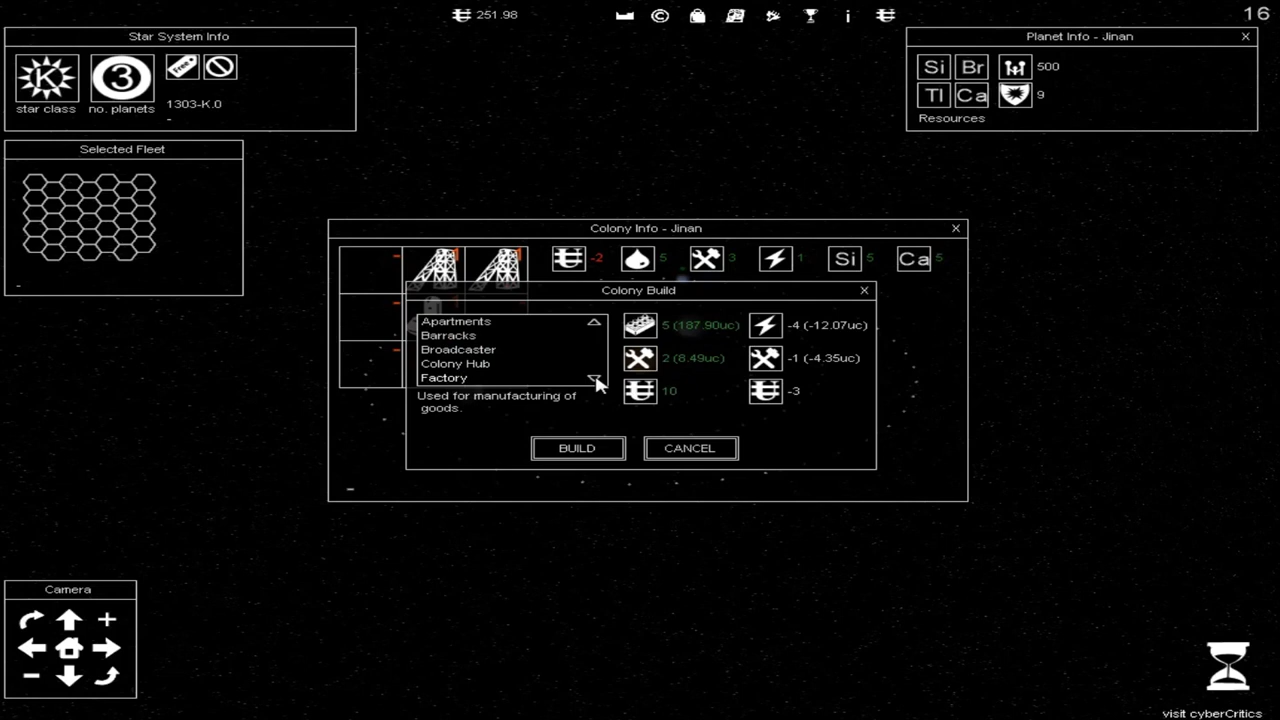 251.98
16
Star System Info
K
3
free
star class
no. planets
1303-K.0
-
Planet Info - Jinan
X
Si
Br
500
Tl
Ca
9
Resources
Selected Fleet
-
Colony Info - Jinan
X
-2
5
3
1
Si
5
Ca
5
Colony Build
X
Apartments
Barracks
Broadcaster
Colony Hub
Factory
Used for manufacturing of
goods.
5 (187.90uc)
-4 (-12.07uc)
2 (8.49uc)
-1 (-4.35uc)
10
-3
BUILD
CANCEL
-
Camera
visit cyberCritics